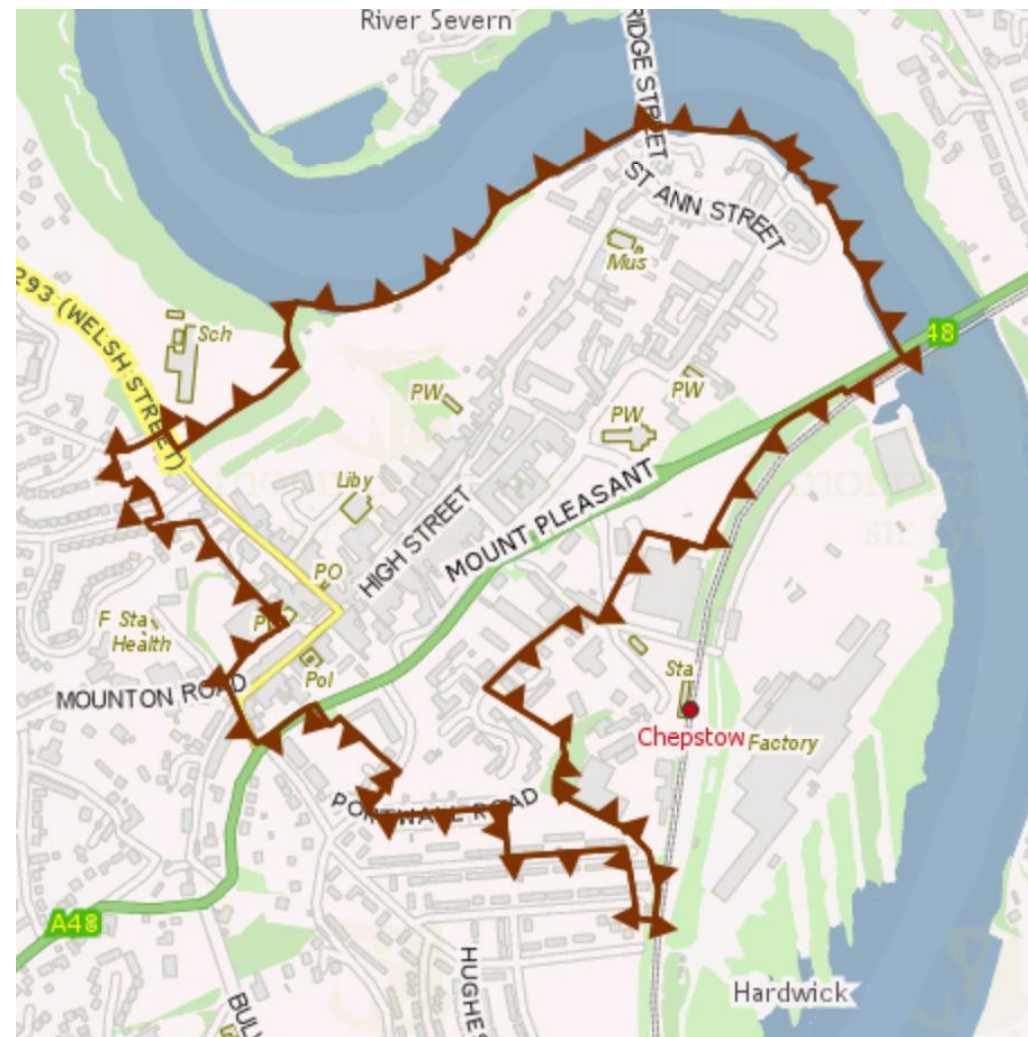 River Severn
RIDGE STREET
ST ANN STREET
Mus
293 (WELSH STREET)
Sch
48
PW
PW
PW
Liby
HIGH STREET
MOUNT PLEASANT
PO
F Sta
Health
Pol
MOUNTON ROAD
Sta
Chepstow
Factory
PORTWALL ROAD
A48
HUGHES
Hardwick
BUL